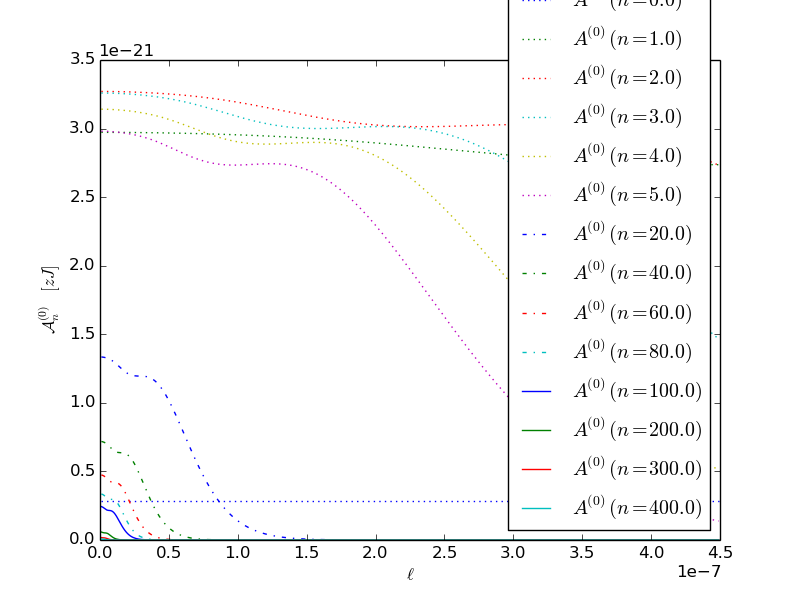 A^(0) (n=0.0)
1e−21
A^(0) (n=1.0)
A^(0) (n=2.0)
A^(0) (n=3.0)
A^(0) (n=4.0)
A^(0) (n=5.0)
A^(0) (n=20.0)
A^(0) (n=40.0)
A^(0) (n=60.0)
A^(0) (n=80.0)
A^(0) (n=100.0)
A^(0) (n=200.0)
A^(0) (n=300.0)
A^(0) (n=400.0)
3.5
3.0
2.5
2.0
1.5
1.0
0.5
0.0
𝒜_n^(0) [zJ]
0.0 0.5 1.0 1.5 2.0 2.5 3.0 3.5 4.0 4.5
1e−7
ℓ